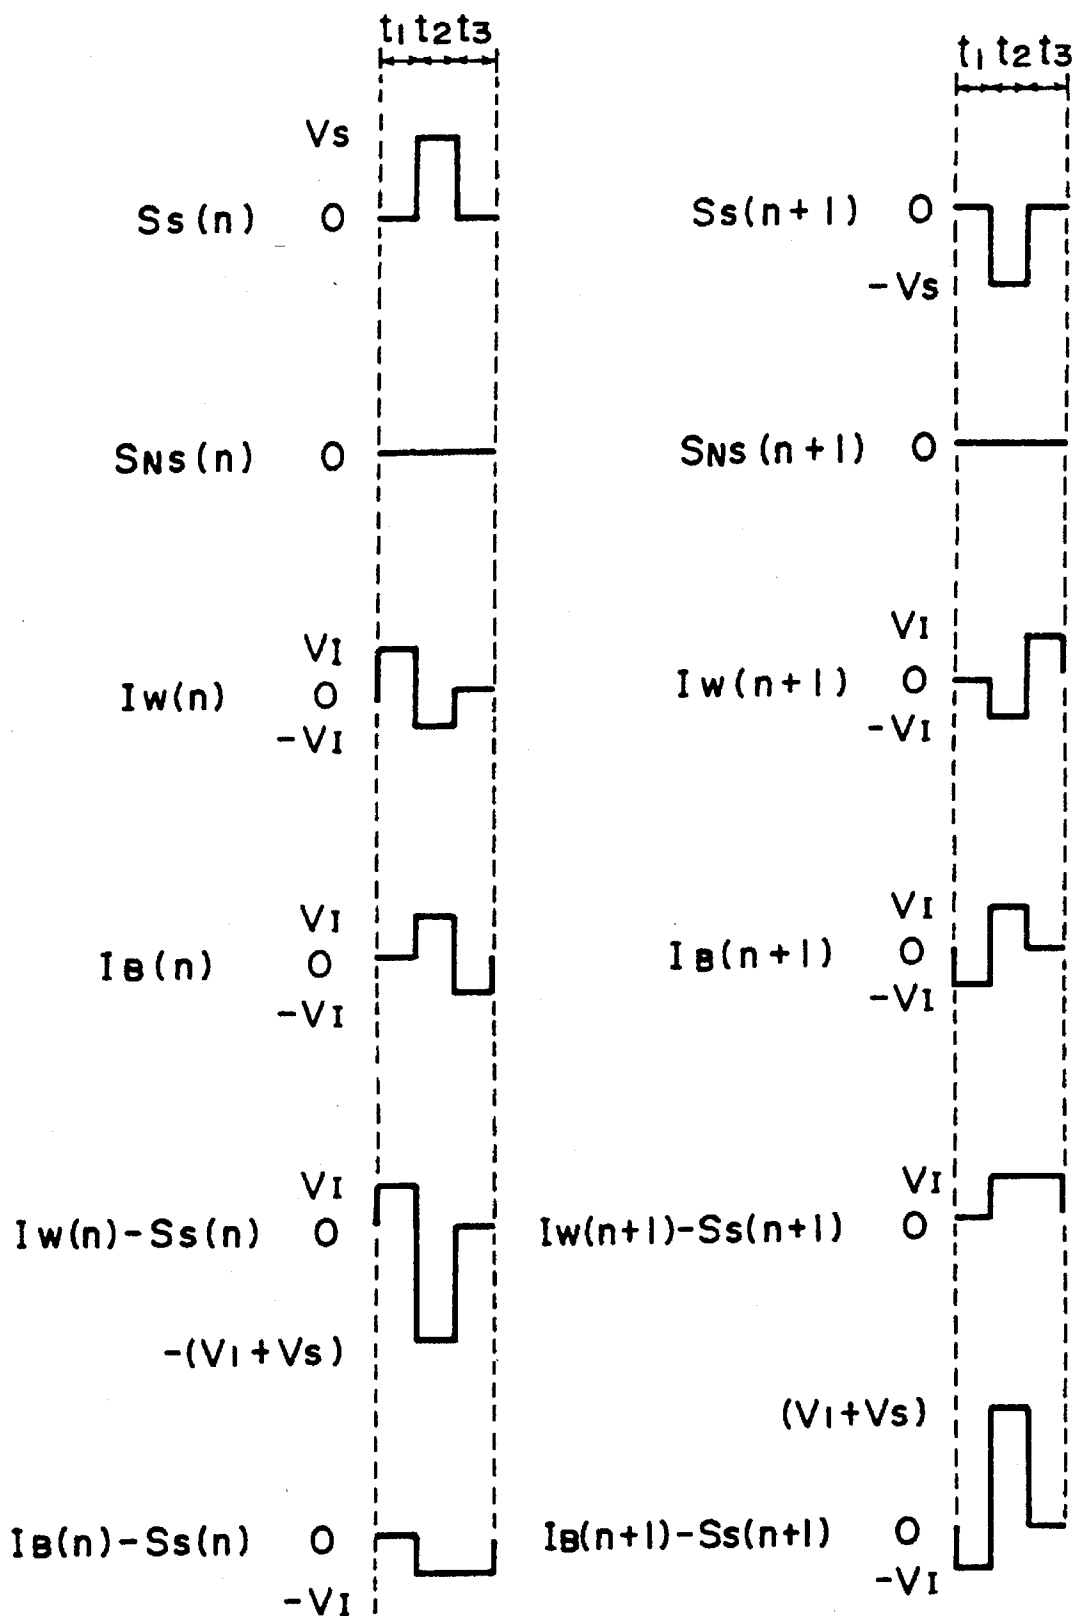 t1 t2 t3
Vs
Ss(n) 0
SNs(n) 0
VI
Iw(n) 0
-VI
VI
IB(n) 0
-VI
VI
Iw(n)-Ss(n) 0
-(VI+Vs)
IB(n)-Ss(n) 0
-VI
t1 t2 t3
Ss(n+1) 0
-Vs
SNs(n+1) 0
VI
Iw(n+1) 0
-VI
VI
IB(n+1) 0
-VI
VI
Iw(n+1)-Ss(n+1) 0
(VI+Vs)
IB(n+1)-Ss(n+1) 0
-VI